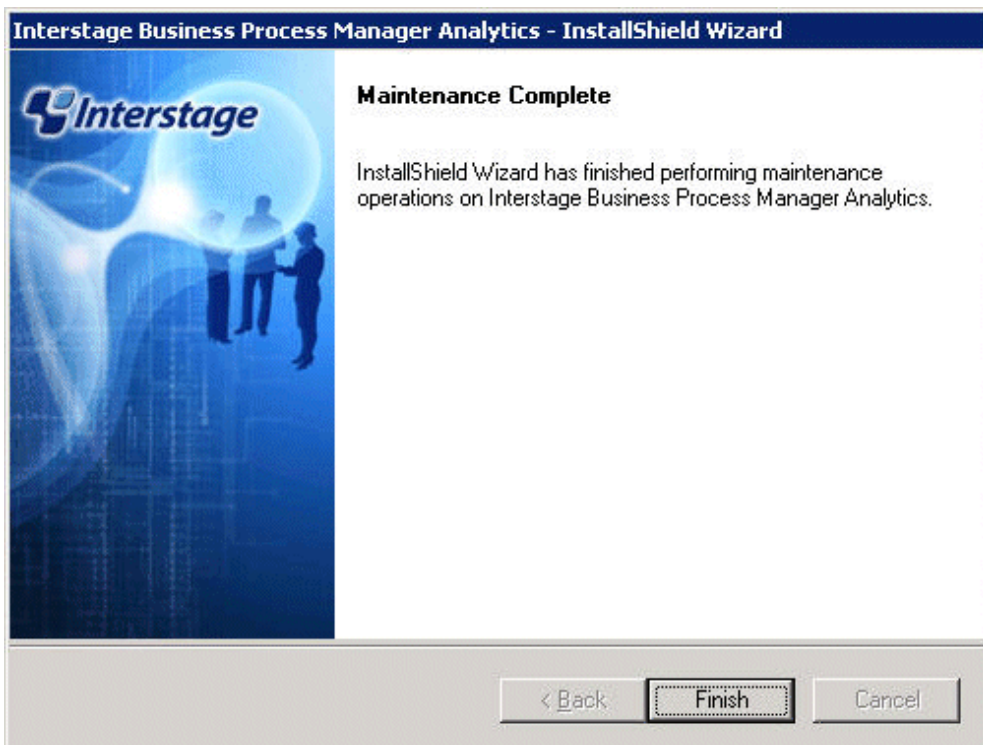 Interstage Business Process Manager Analytics - InstallShield Wizard
Interstage
Maintenance Complete
InstallShield Wizard has finished performing maintenance
operations on Interstage Business Process Manager Analytics.
< Back
Finish
Cancel